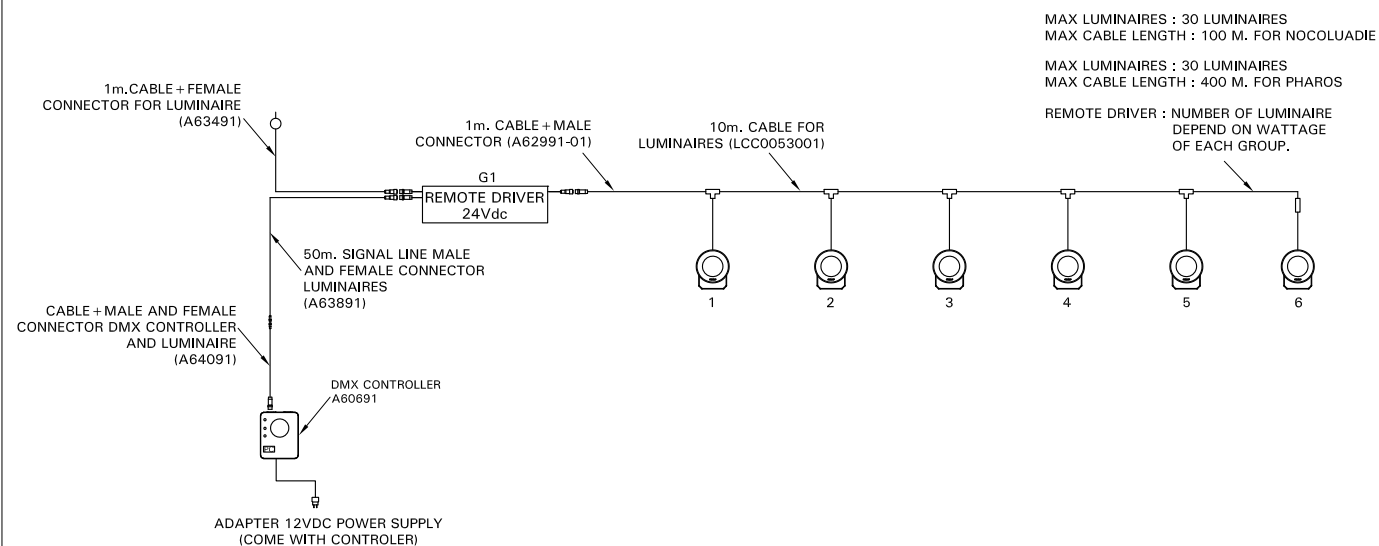 MAX LUMINAIRES : 30 LUMINAIRES
MAX CABLE LENGTH : 100 M. FOR NOCOLUADIE
MAX LUMINAIRES : 30 LUMINAIRES
MAX CABLE LENGTH : 400 M. FOR PHAROS
REMOTE DRIVER : NUMBER OF LUMINAIRE
DEPEND ON WATTAGE
OF EACH GROUP.
1m.CABLE+FEMALE
CONNECTOR FOR LUMINAIRE
(A63491)
1m. CABLE+MALE
CONNECTOR (A62991-01)
10m. CABLE FOR
LUMINAIRES (LCC0053001)
G1
REMOTE DRIVER
24Vdc
50m. SIGNAL LINE MALE
AND FEMALE CONNECTOR
LUMINAIRES
(A63891)
1
2
3
4
5
6
CABLE+MALE AND FEMALE
CONNECTOR DMX CONTROLLER
AND LUMINAIRE
(A64091)
DMX CONTROLLER
A60691
ADAPTER 12VDC POWER SUPPLY
(COME WITH CONTROLER)